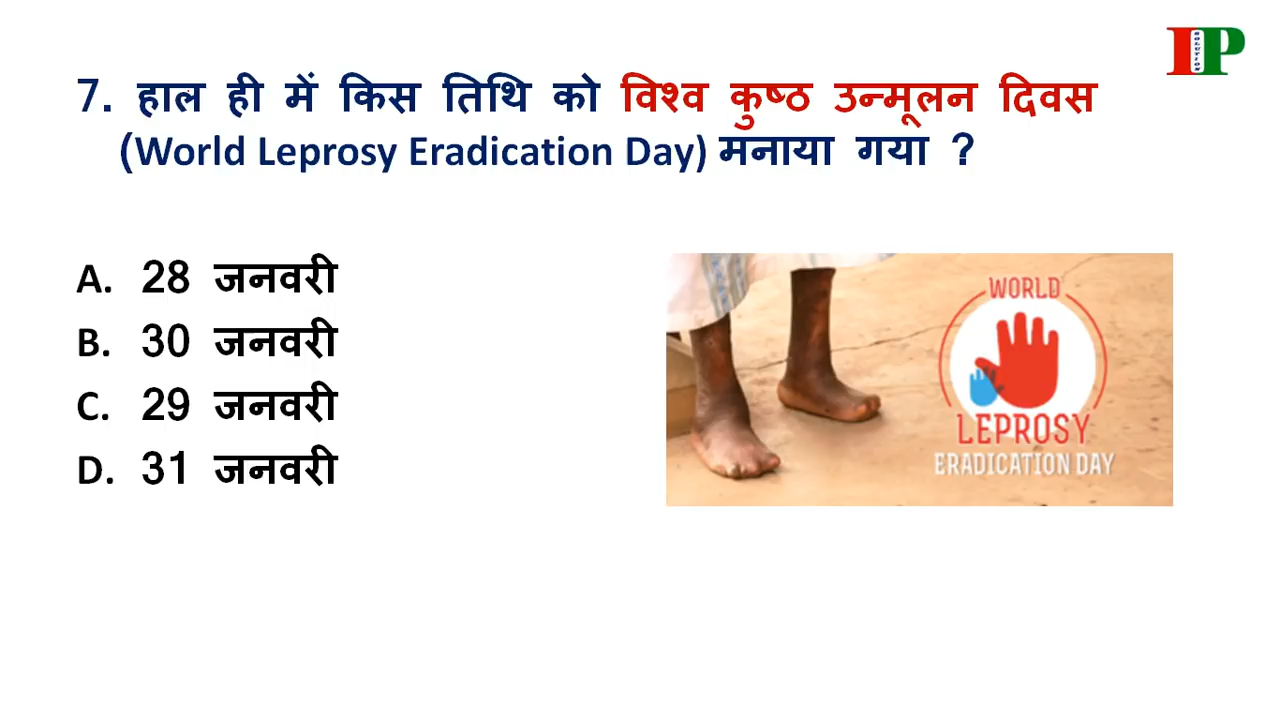 IP
SOLUTION
7. हाल ही में किस तिथि को विश्व कुष्ठ उन्मूलन दिवस
(World Leprosy Eradication Day) मनाया गया ?
A. 28 जनवरी
B. 30 जनवरी
C. 29 जनवरी
D. 31 जनवरी
WORLD
LEPROSY
ERADICATION DAY